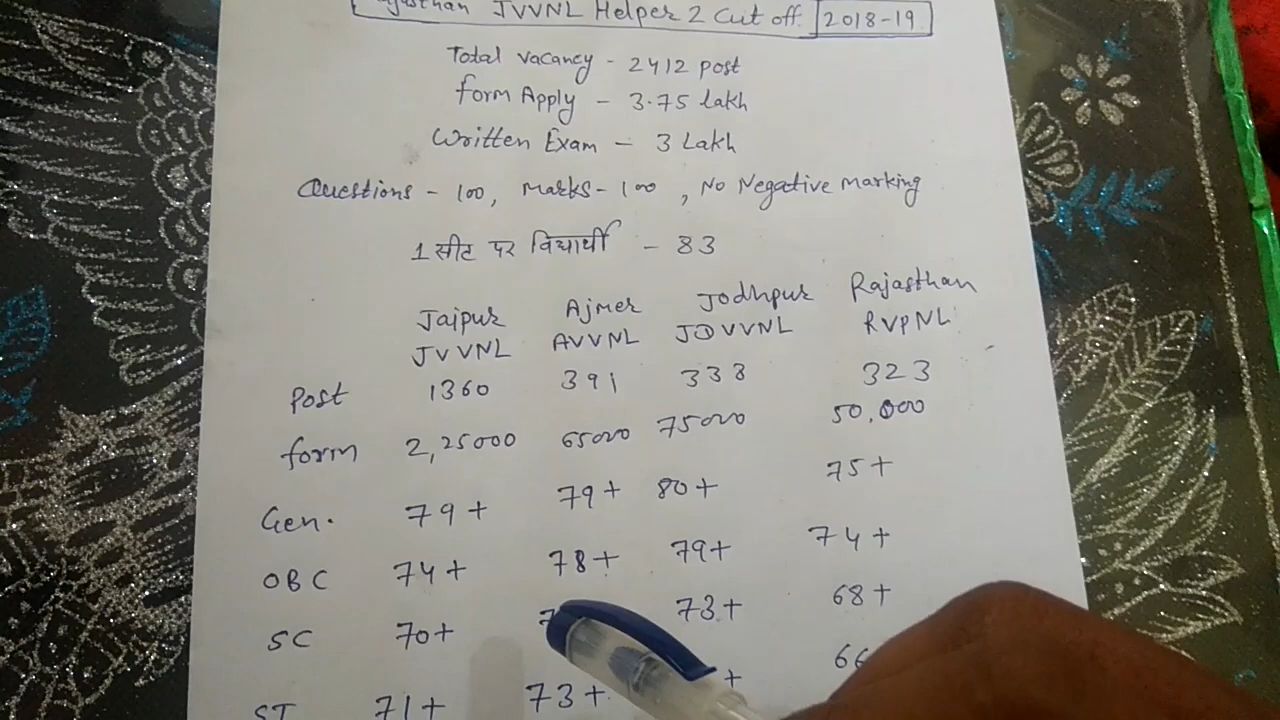 JVVNL Helper 2 Cut off. 2018-19
Total vacancy - 2412 post
form Apply - 3.75 lakh
Written Exam - 3 Lakh
Questions - 100, Marks - 100, No Negative marking
1 सीट पर विद्यार्थी - 83
Jaipur Ajmer Jodhpur Rajasthan
JVVNL AVVNL JDVVNL RVPNL
Post 1360 391 338 323
form 2,25000 65000 75000 50,000
Gen. 79+ 79+ 80+ 75+
OBC 74+ 78+ 79+ 74+
SC 70+ 73+ 68+
ST 71+ 73+ + 66